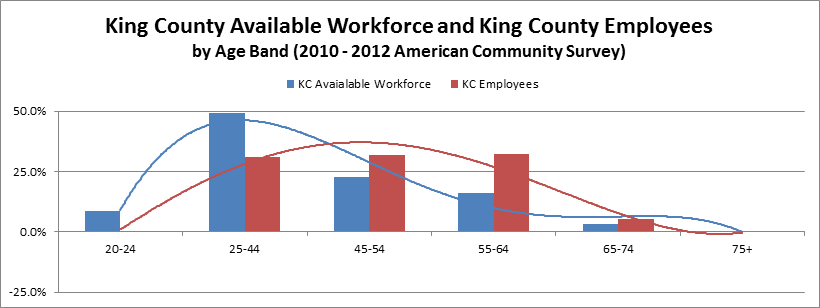 King County Available Workforce and King County Employees
by Age Band (2010 - 2012 American Community Survey)
KC Avaialable Workforce KC Employees
50.0%
25.0%
0.0%
20-24 25-44 45-54 55-64 65-74 75+
-25.0%